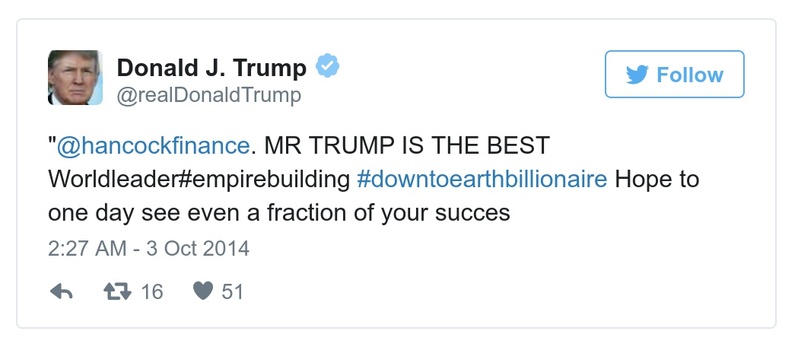 Donald J. Trump
@realDonaldTrump
Follow
"@hancockfinance. MR TRUMP IS THE BEST
Worldleader#empirebuilding #downtoearthbillionaire Hope to
one day see even a fraction of your succes
2:27 AM - 3 Oct 2014
16 51